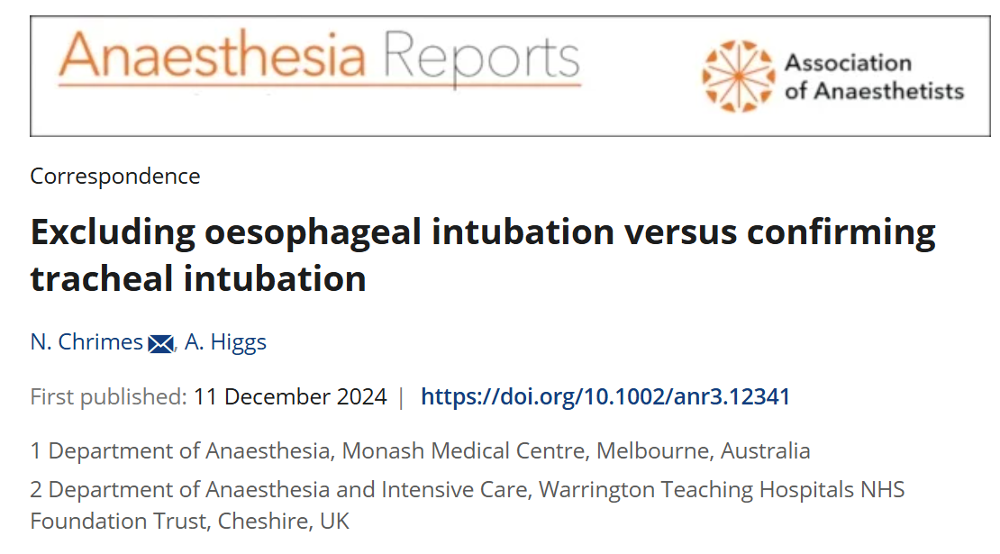 Anaesthesia Reports
Association
of Anaesthetists
Correspondence
Excluding oesophageal intubation versus confirming
tracheal intubation
N. Chrimes, A. Higgs
First published: 11 December 2024 | https://doi.org/10.1002/anr3.12341
1 Department of Anaesthesia, Monash Medical Centre, Melbourne, Australia
2 Department of Anaesthesia and Intensive Care, Warrington Teaching Hospitals NHS
Foundation Trust, Cheshire, UK